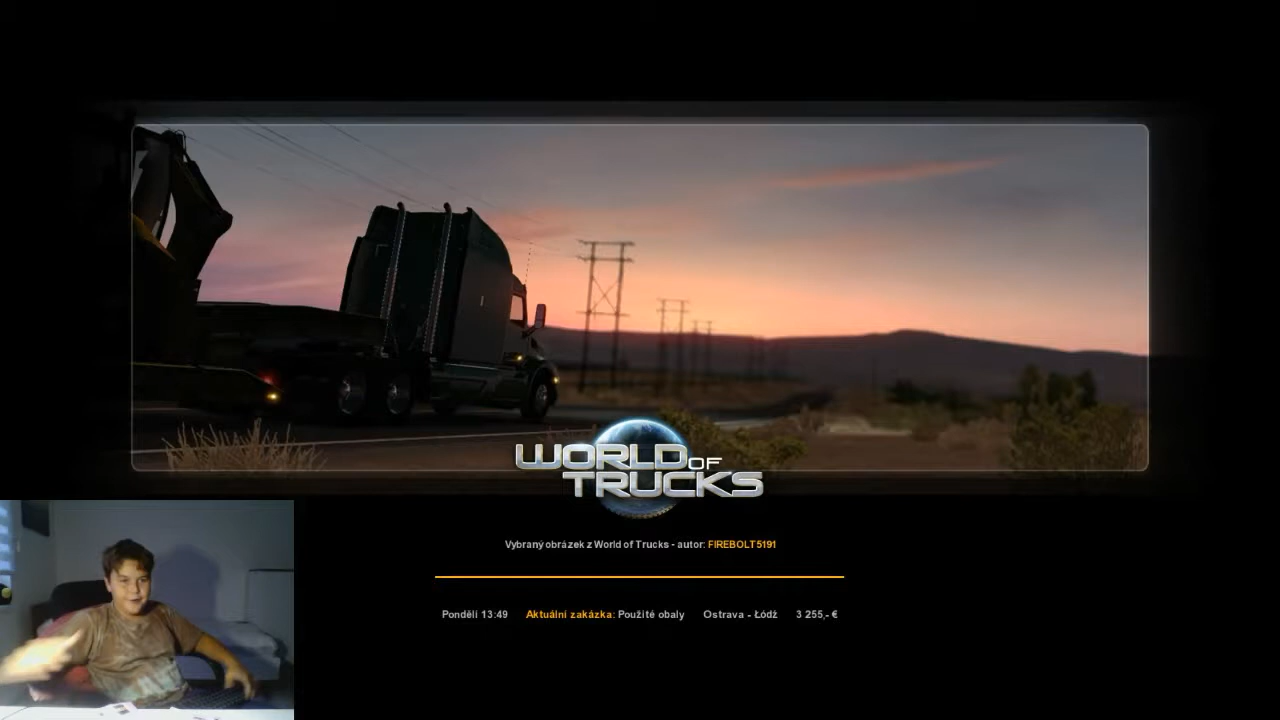 WORLD OF
TRUCKS
Vybraný obrázek z World of Trucks - autor: FIREBOLT5191
Pondělí 13:49 Aktuální zakázka: Použité obaly Ostrava - Łódź 3 255,- €